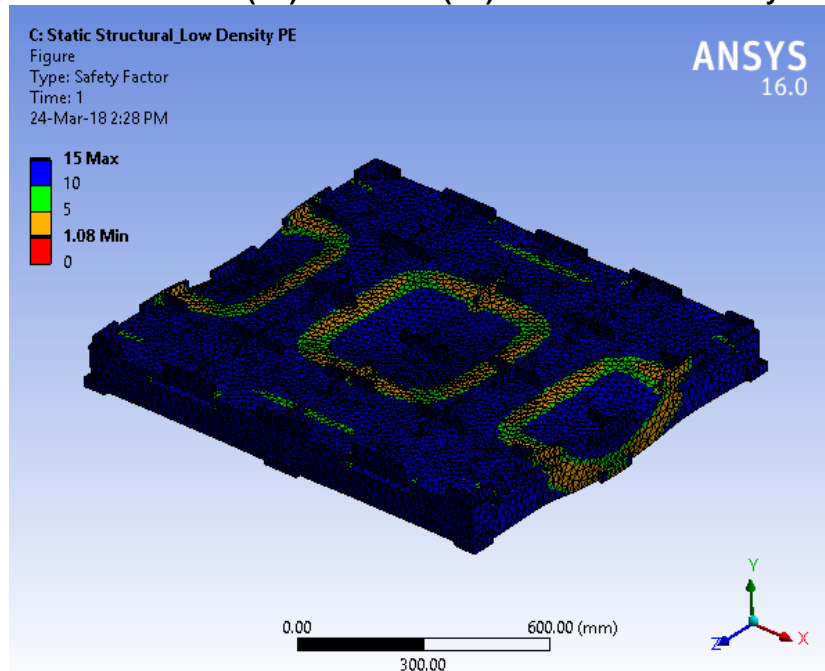 C: Static Structural_Low Density PE
Figure
Type: Safety Factor
Time: 1
24-Mar-18 2:28 PM
ANSYS
16.0
15 Max
10
5
1.08 Min
0
0.00
600.00 (mm)
300.00
Y
Z
X